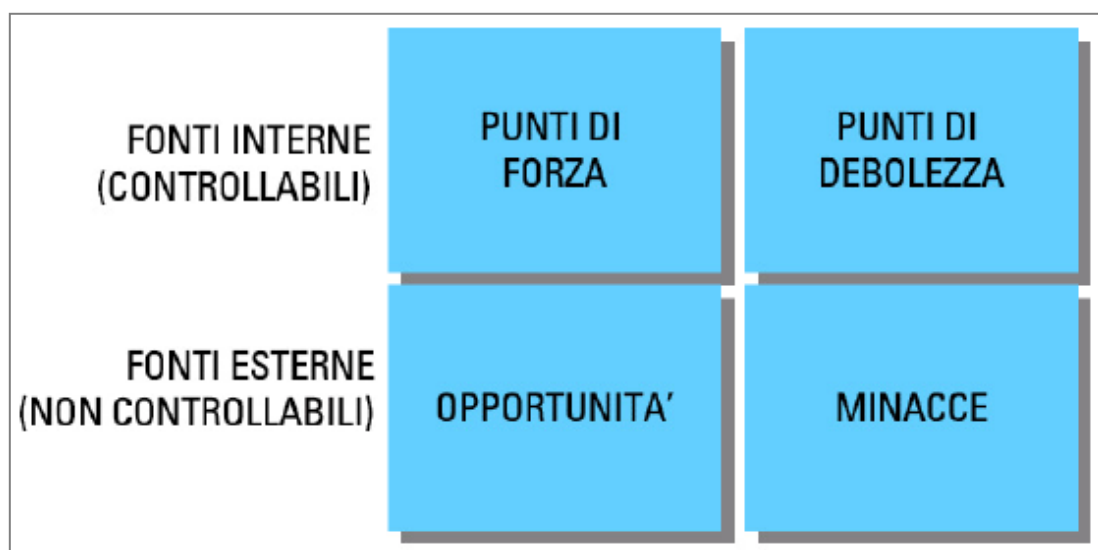 FONTI INTERNE
(CONTROLLABILI)
PUNTI DI
FORZA
PUNTI DI
DEBOLEZZA
FONTI ESTERNE
(NON CONTROLLABILI)
OPPORTUNITA’
MINACCE